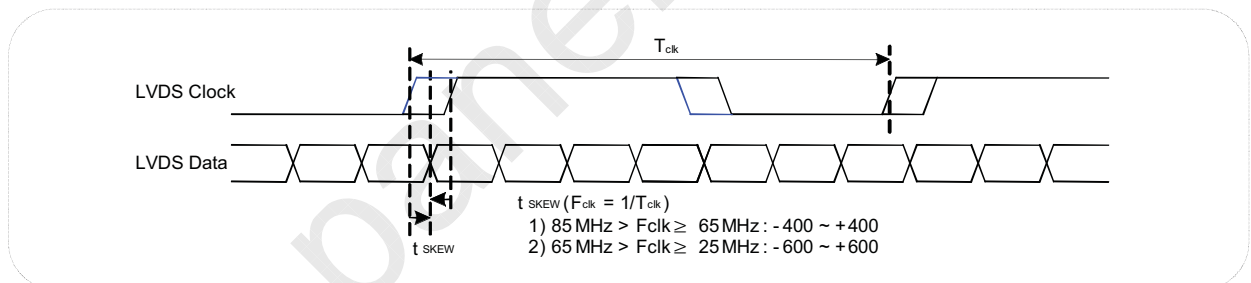 Tclk
LVDS Clock
LVDS Data
t SKEW (Fclk = 1/Tclk)
1) 85 MHz > Fclk ≥ 65 MHz : - 400 ~ + 400
2) 65 MHz > Fclk ≥ 25 MHz : - 600 ~ + 600
t SKEW
pane